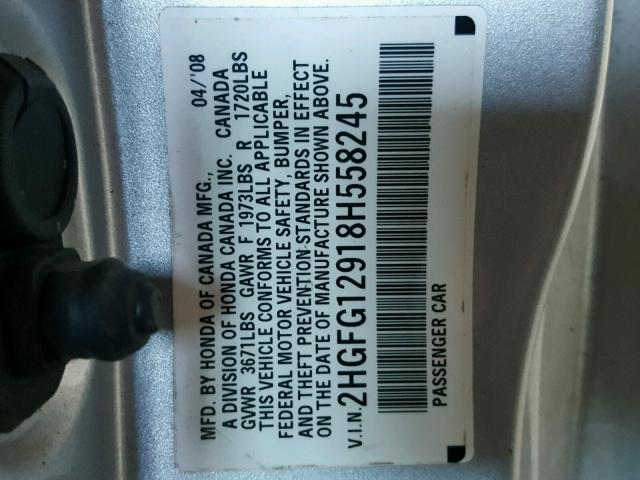 MFD. BY HONDA OF CANADA MFG., 04/'08
A DIVISION OF HONDA CANADA INC. CANADA
GVWR 3671LBS GAWR F 1973LBS R 1720LBS
THIS VEHICLE CONFORMS TO ALL APPLICABLE
FEDERAL MOTOR VEHICLE SAFETY, BUMPER,
AND THEFT PREVENTION STANDARDS IN EFFECT
ON THE DATE OF MANUFACTURE SHOWN ABOVE.
V.I.N. 2HGFG12918H558245
PASSENGER CAR